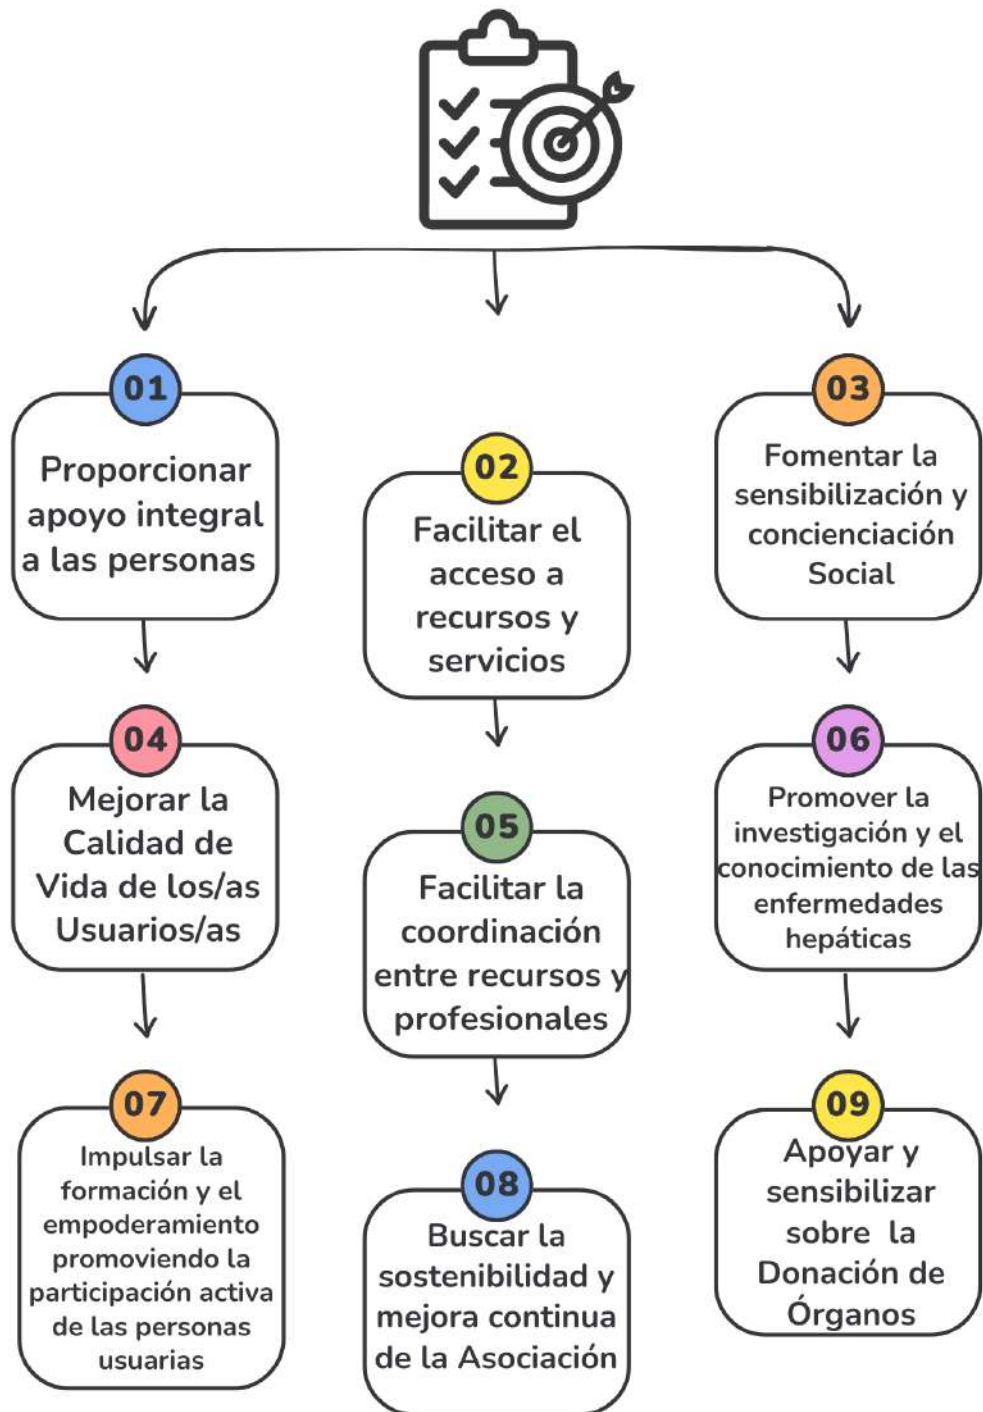 01
Proporcionar
apoyo integral
a las personas
02
Facilitar el
acceso a
recursos y
servicios
03
Fomentar la
sensibilización y
concienciación
Social
04
Mejorar la
Calidad de
Vida de los/as
Usuarios/as
05
Facilitar la
coordinación
entre recursos y
profesionales
06
Promover la
investigación y el
conocimiento de las
enfermedades
hepáticas
07
Impulsar la
formación y el
empoderamiento
promoviendo la
participación activa
de las personas
usuarias
08
Buscar la
sostenibilidad y
mejora continua
de la Asociación
09
Apoyar y
sensibilizar
sobre la
Donación de
Órganos